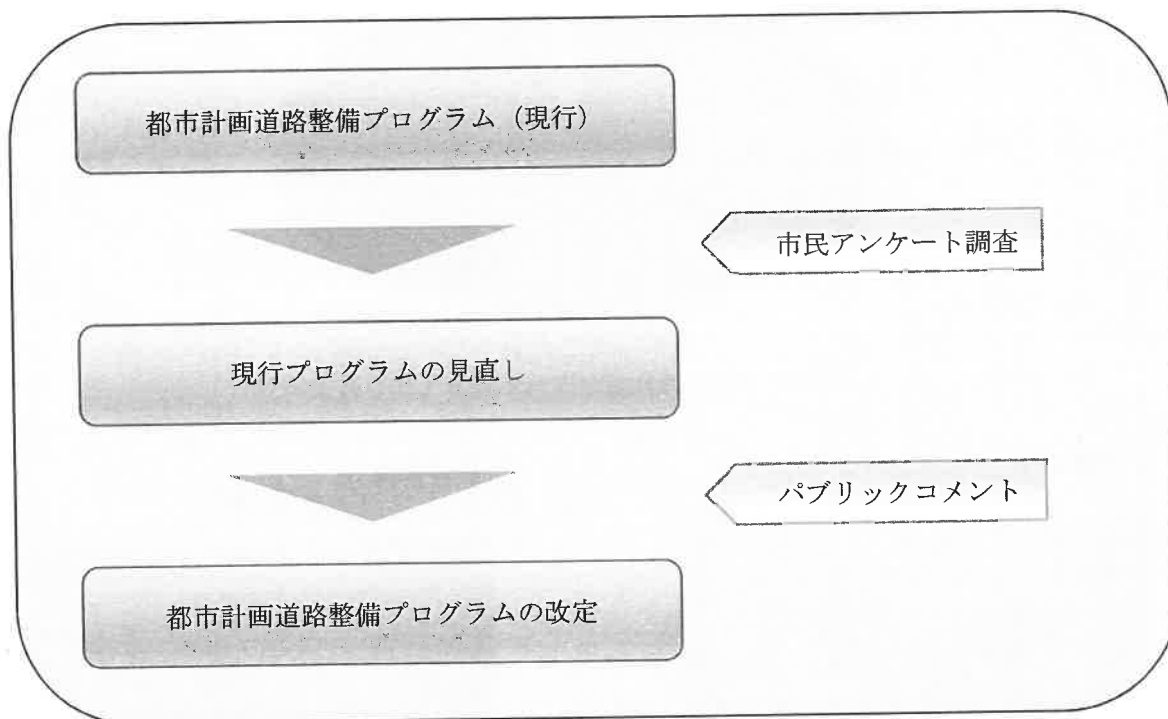 都市計画道路整備プログラム（現行）
市民アンケート調査
現行プログラムの見直し
パブリックコメント
都市計画道路整備プログラムの改定